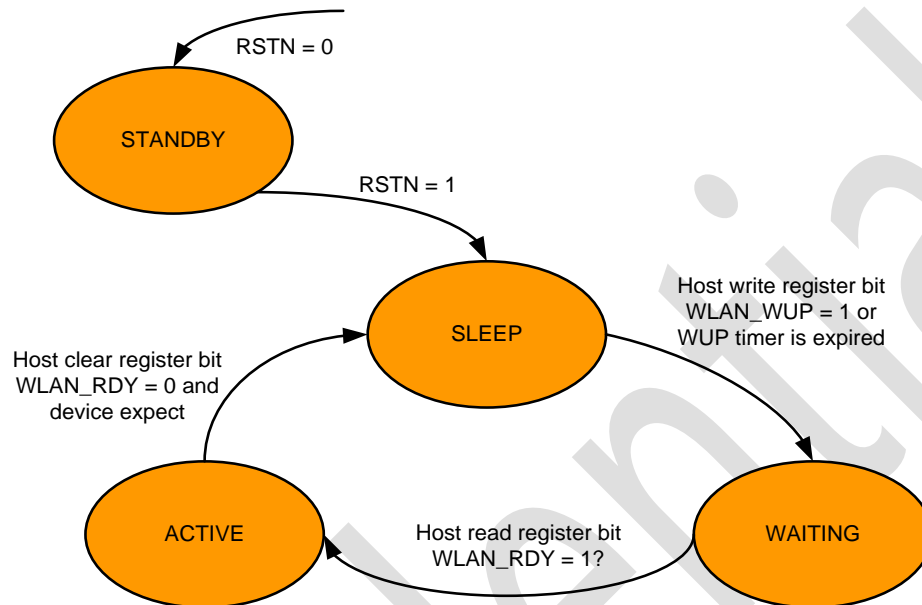 RSTN = 0
STANDBY
RSTN = 1
Host write register bit
WLAN_WUP = 1 or
WUP timer is expired
SLEEP
Host clear register bit
WLAN_RDY = 0 and
device expect
ACTIVE
Host read register bit
WLAN_RDY = 1?
WAITING